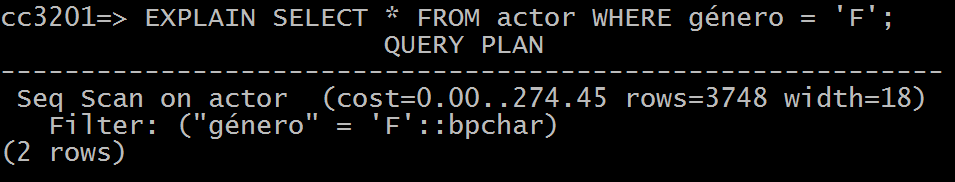 cc3201=> EXPLAIN SELECT * FROM actor WHERE género = 'F';
QUERY PLAN
-----------------------------------------------------------
Seq Scan on actor  (cost=0.00..274.45 rows=3748 width=18)
Filter: ("género" = 'F'::bpchar)
(2 rows)